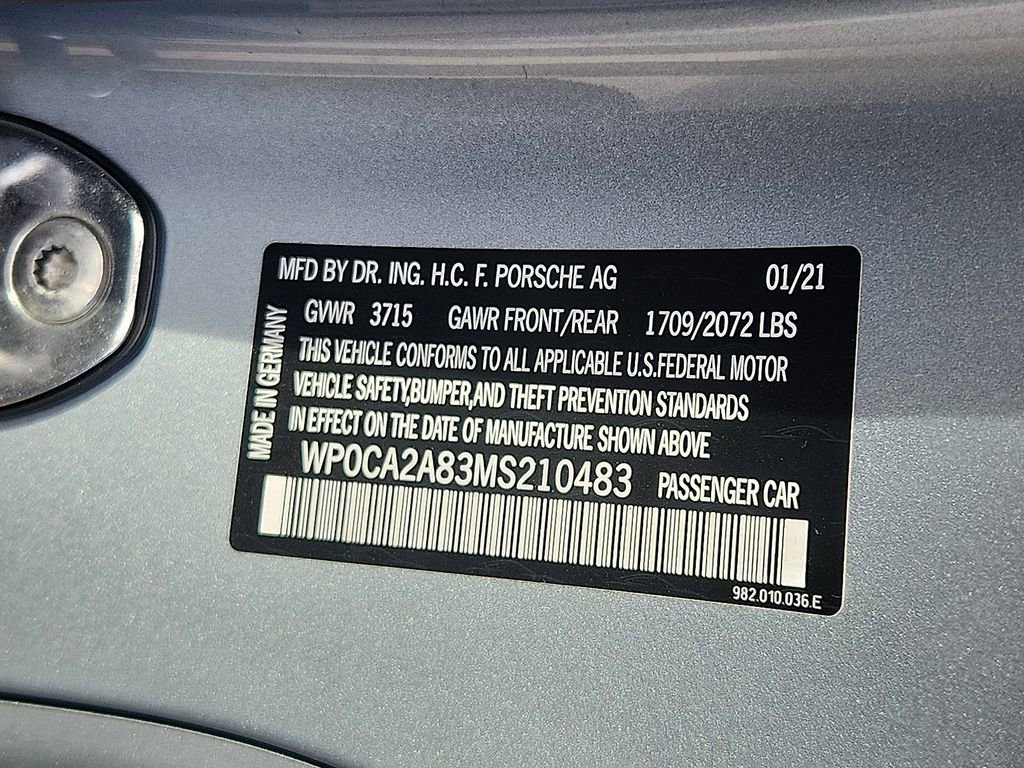 MFD BY DR. ING. H.C. F. PORSCHE AG 01/21
GVWR 3715 GAWR FRONT/REAR 1709/2072 LBS
THIS VEHICLE CONFORMS TO ALL APPLICABLE U.S.FEDERAL MOTOR
VEHICLE SAFETY,BUMPER,AND THEFT PREVENTION STANDARDS
IN EFFECT ON THE DATE OF MANUFACTURE SHOWN ABOVE
MADE IN GERMANY
WP0CA2A83MS210483 PASSENGER CAR
982.010.036.E